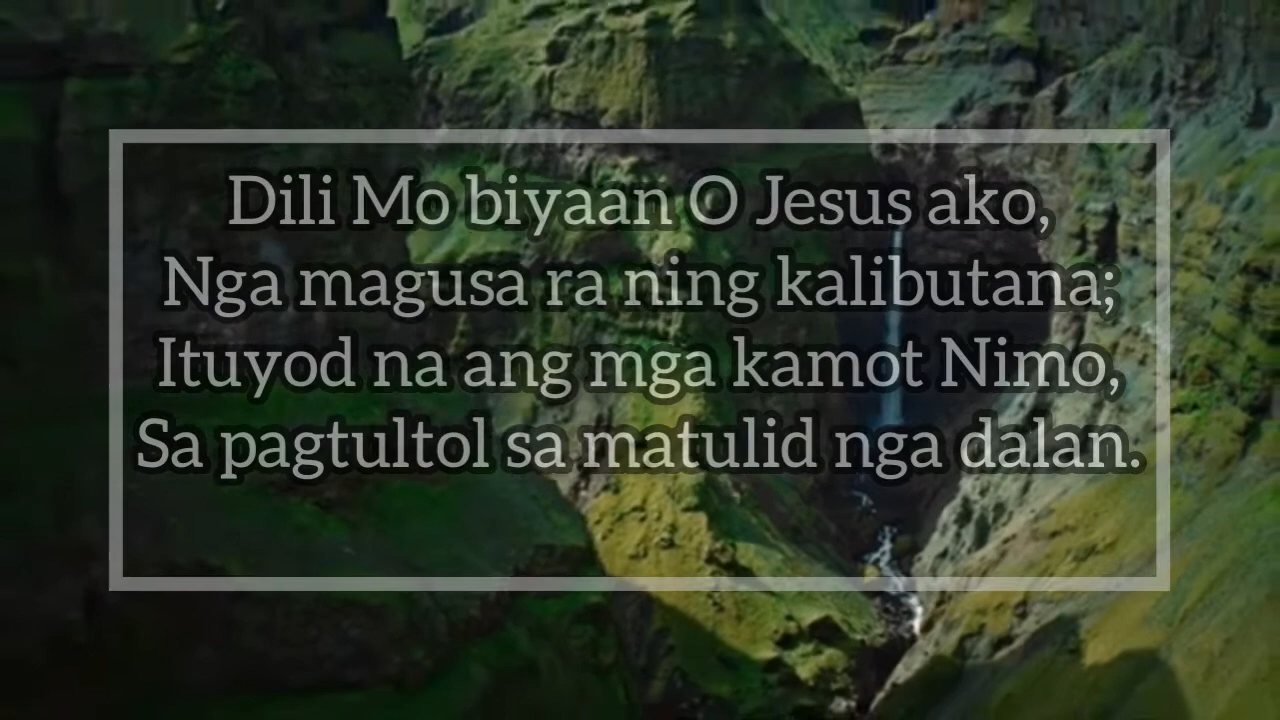 Dili Mo biyaan O Jesus ako,
Nga magusa ra ning kalibutana;
Ituyod na ang mga kamot Nimo,
Sa pagtultol sa matulid nga dalan.